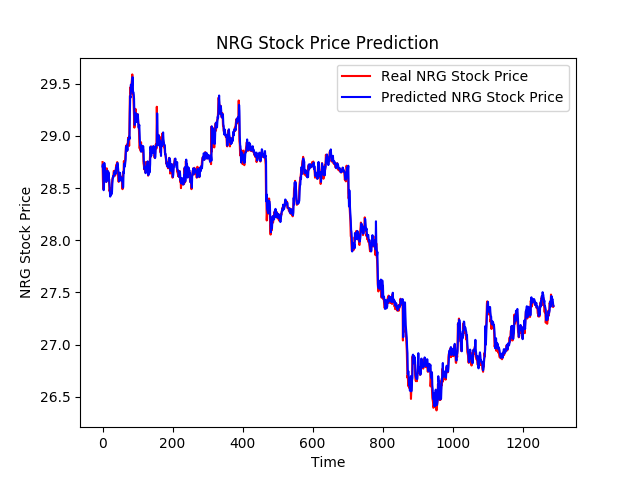 NRG Stock Price Prediction
Real NRG Stock Price
Predicted NRG Stock Price
NRG Stock Price
29.5
29.0
28.5
28.0
27.5
27.0
26.5
0 200 400 600 800 1000 1200
Time